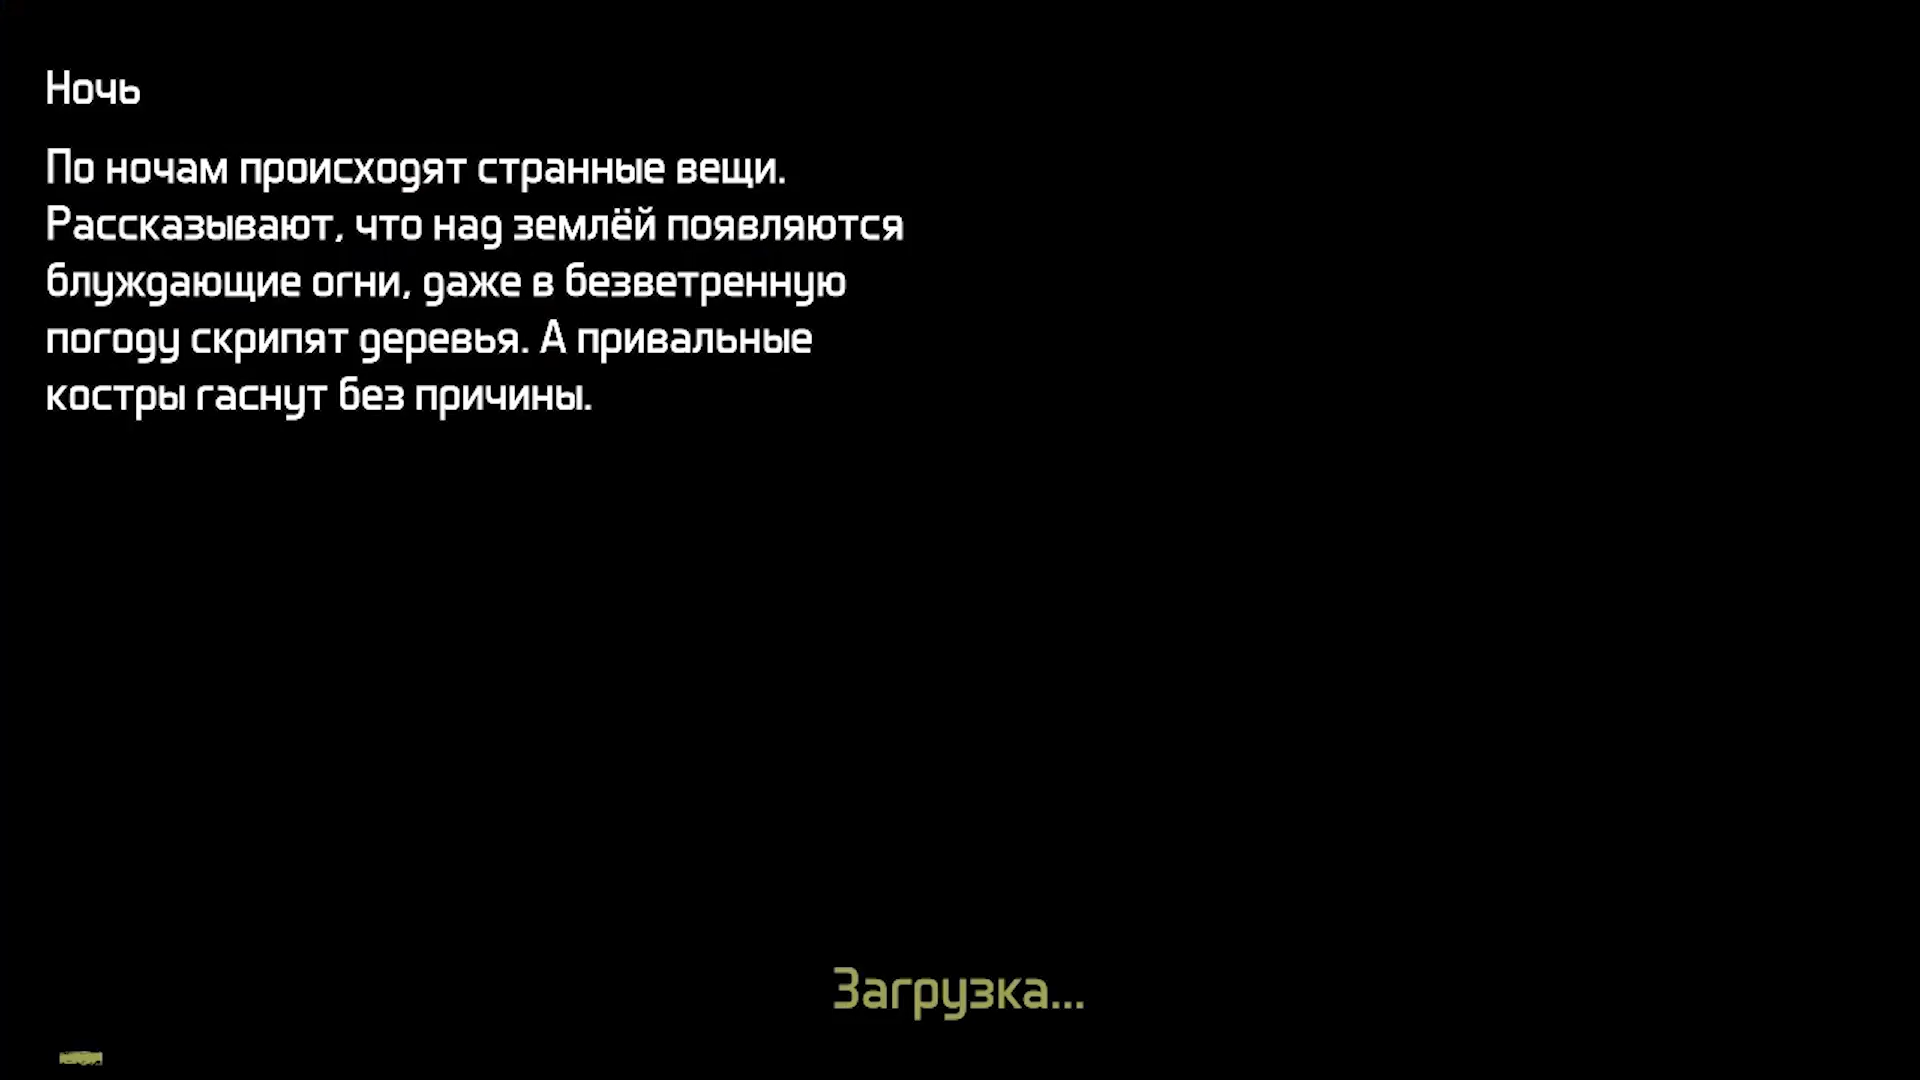 Ночь
По ночам происходят странные вещи.
Рассказывают, что над землёй появляются
блуждающие огни, даже в безветренную
погоду скрипят деревья. А привальные
костры гаснут без причины.
Загрузка...